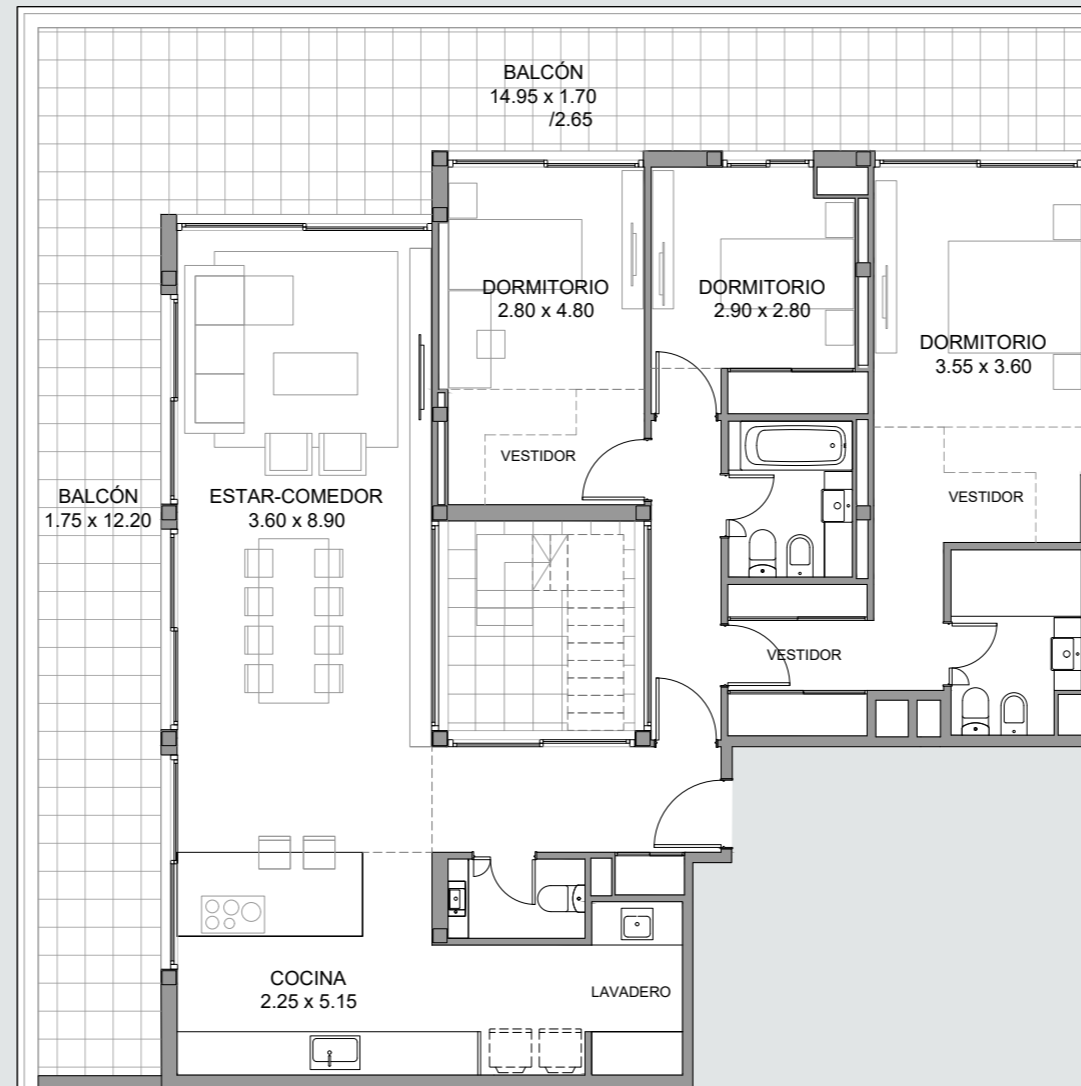 BALCÓN
14.95 x 1.70
/2.65
DORMITORIO
2.80 x 4.80
DORMITORIO
2.90 x 2.80
DORMITORIO
3.55 x 3.60
VESTIDOR
VESTIDOR
BALCÓN
1.75 x 12.20
ESTAR-COMEDOR
3.60 x 8.90
VESTIDOR
COCINA
2.25 x 5.15
LAVADERO